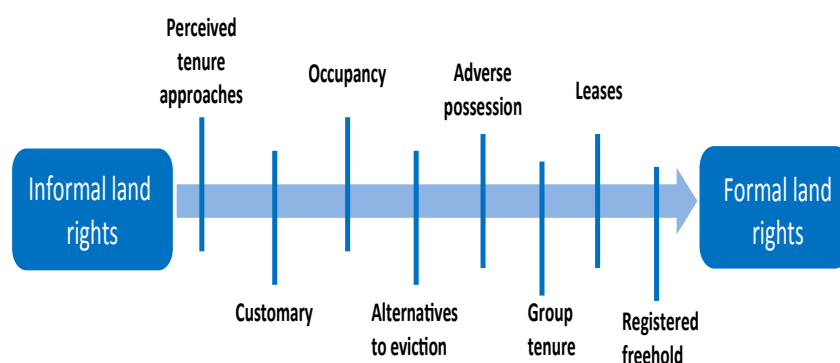 Perceived
tenure
approaches
Occupancy
Adverse
possession
Leases
Informal land
rights
Formal land
rights
Customary
Alternatives
to eviction
Group
tenure
Registered
freehold